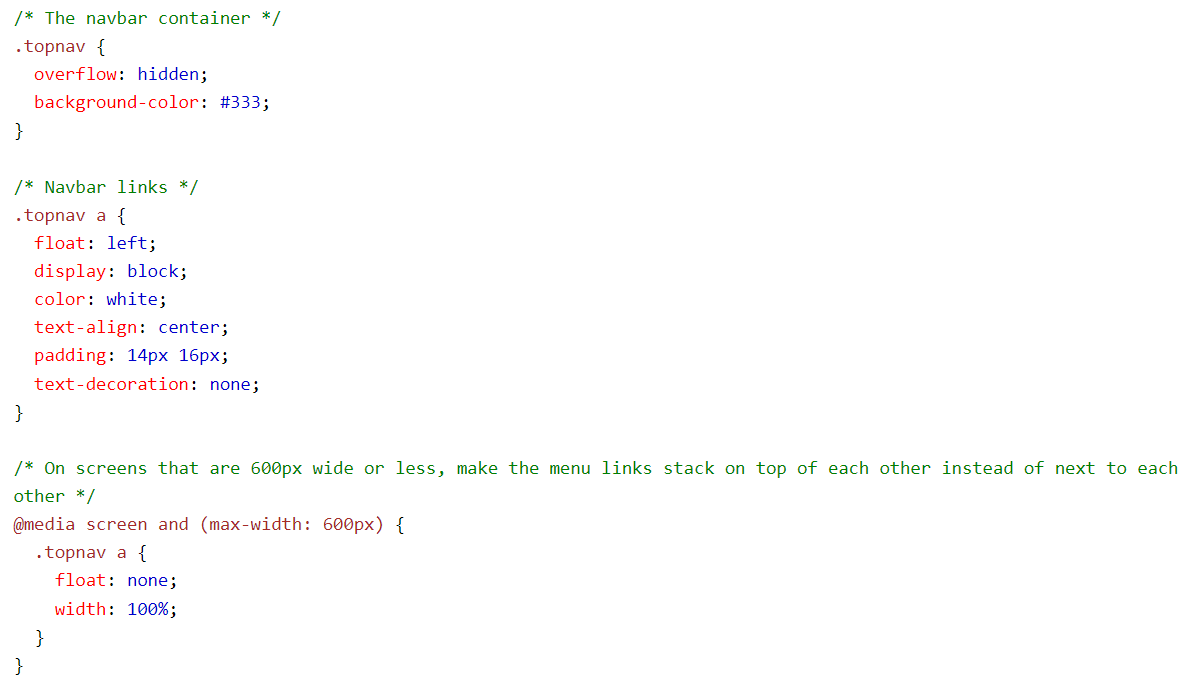 /* The navbar container */
.topnav {
  overflow: hidden;
  background-color: #333;
}

/* Navbar links */
.topnav a {
  float: left;
  display: block;
  color: white;
  text-align: center;
  padding: 14px 16px;
  text-decoration: none;
}

/* On screens that are 600px wide or less, make the menu links stack on top of each other instead of next to each
other */
@media screen and (max-width: 600px) {
  .topnav a {
    float: none;
    width: 100%;
  }
}